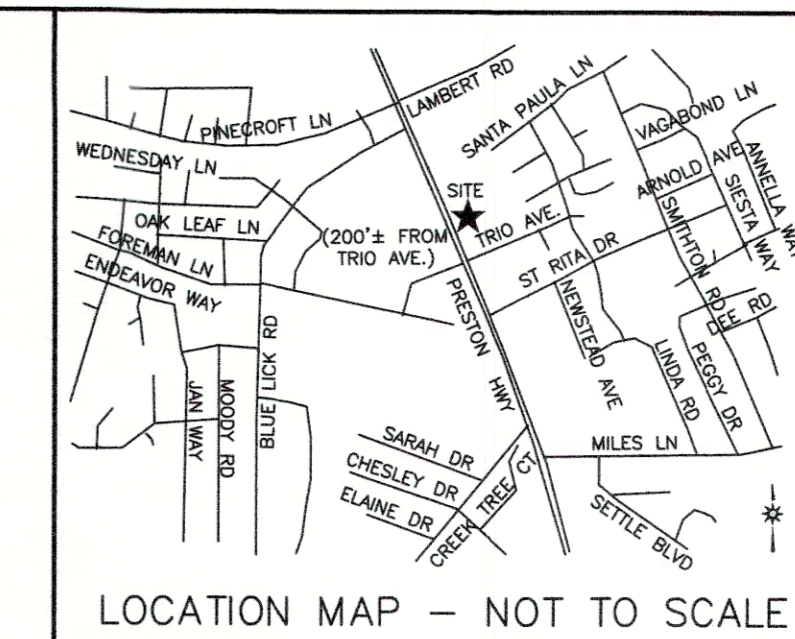 LAMBERT RD
PINECROFT LN
SANTA PAULA LN
VAGABOND LN
WEDNESDAY LN
ARNOLD AVE
ANNELLA WAY
SIESTA WAY
SITE
OAK LEAF LN
(200'± FROM
TRIO AVE.)
TRIO AVE.
SMITHTON RD
FOREMAN LN
ST RITA DR
ENDEAVOR WAY
PRESTON HWY
NEWSTEAD AVE
DEE RD
LINDA RD
PEGGY DR
BLUE LICK RD
JAN WAY
MOODY RD
SARAH DR
MILES LN
CHESLEY DR
ELAINE DR
CREEK TREE CT
SETTLE BLVD
LOCATION MAP – NOT TO SCALE